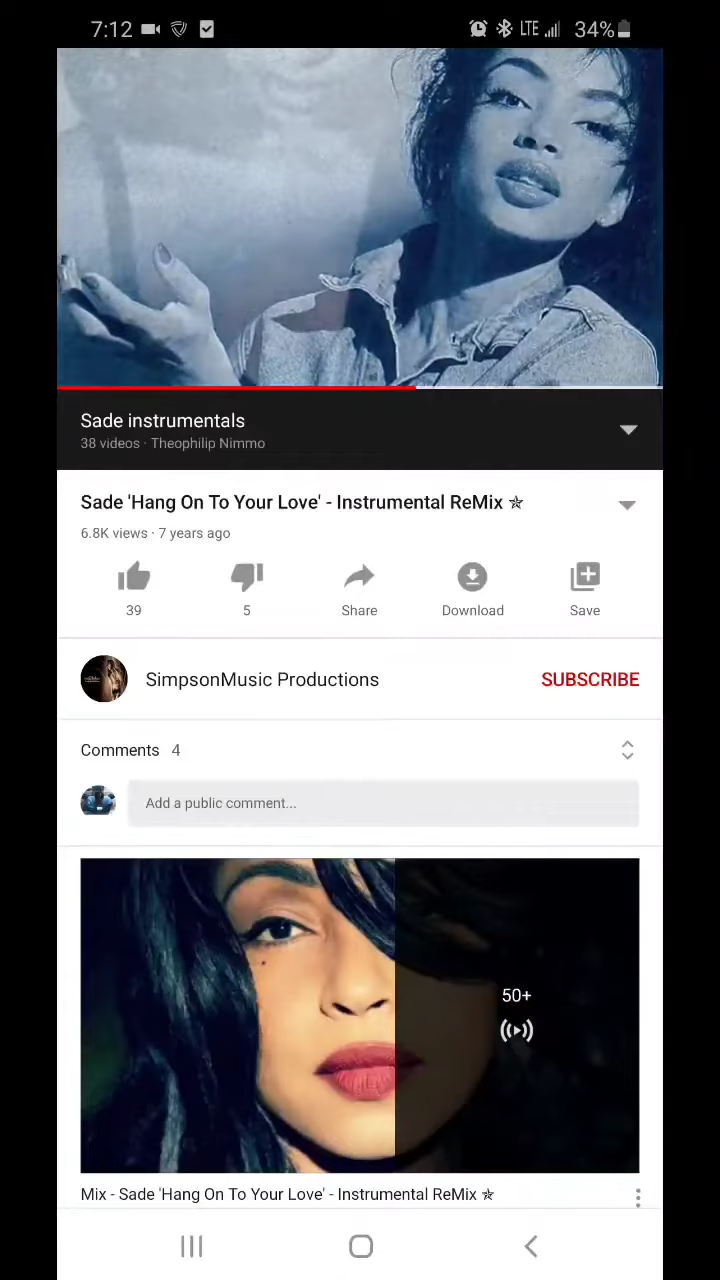 7:12 LTE 34%
Sade instrumentals
38 videos · Theophilip Nimmo
Sade 'Hang On To Your Love' - Instrumental ReMix ✯
6.8K views · 7 years ago
39 5 Share Download Save
SimpsonMusic Productions SUBSCRIBE
Comments 4
Add a public comment...
50+
Mix - Sade 'Hang On To Your Love' - Instrumental ReMix ✯